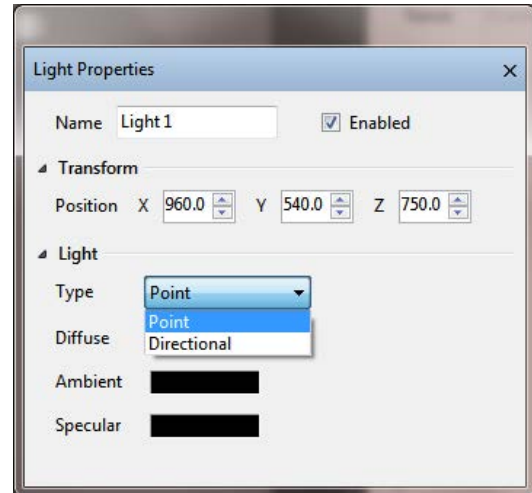 Light Properties
Name Light 1 Enabled
Transform
Position X 960.0 Y 540.0 Z 750.0
Light
Type Point
Point
Diffuse
Directional
Ambient
Specular